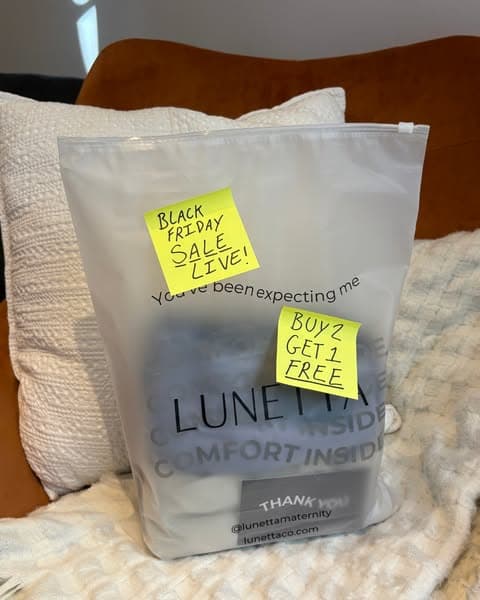 BLACK
FRIDAY
SALE
LIVE!
You've been expecting me
BUY 2
GET 1
FREE
LUNETTA
COMFORT INSIDE
THANK YOU
@lunettamaternity
lunettaco.com